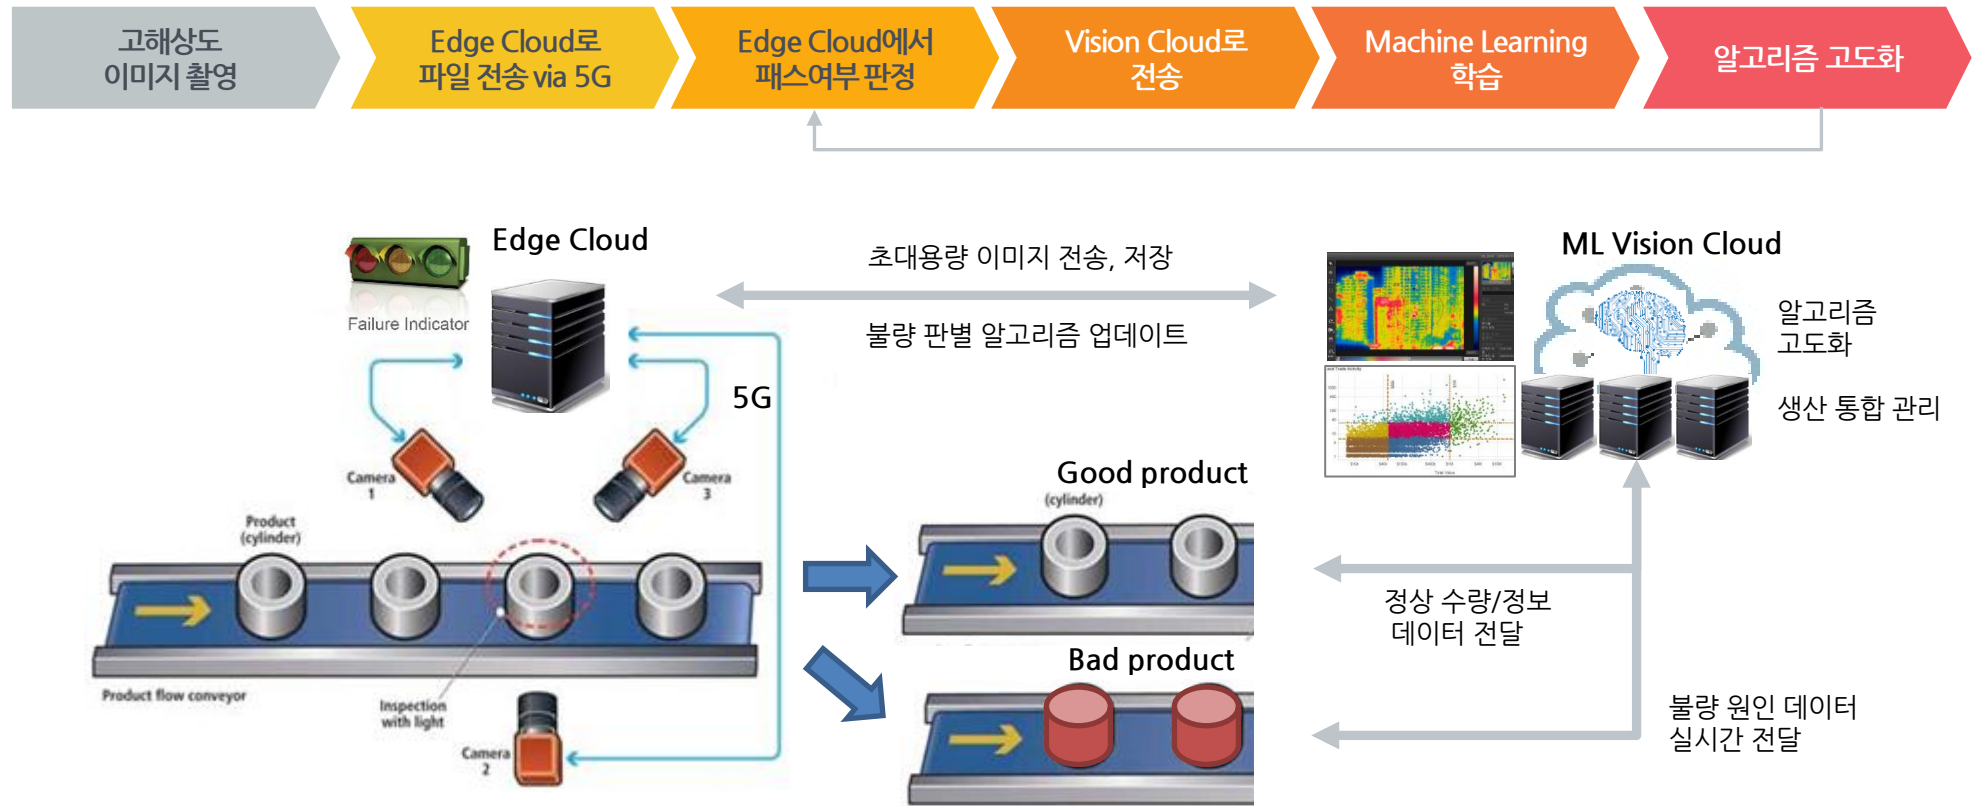 고해상도
이미지 촬영
Edge Cloud로
파일 전송 via 5G
Edge Cloud에서
패스여부 판정
Vision Cloud로
전송
Machine Learning
학습
알고리즘 고도화
Edge Cloud
Failure Indicator
초대용량 이미지 전송, 저장
불량 판별 알고리즘 업데이트
ML Vision Cloud
알고리즘
고도화
생산 통합 관리
5G
Camera
1
Camera
3
Product
(cylinder)
Good product
(cylinder)
정상 수량/정보
데이터 전달
Bad product
Product flow conveyor
Inspection
with light
Camera
2
불량 원인 데이터
실시간 전달